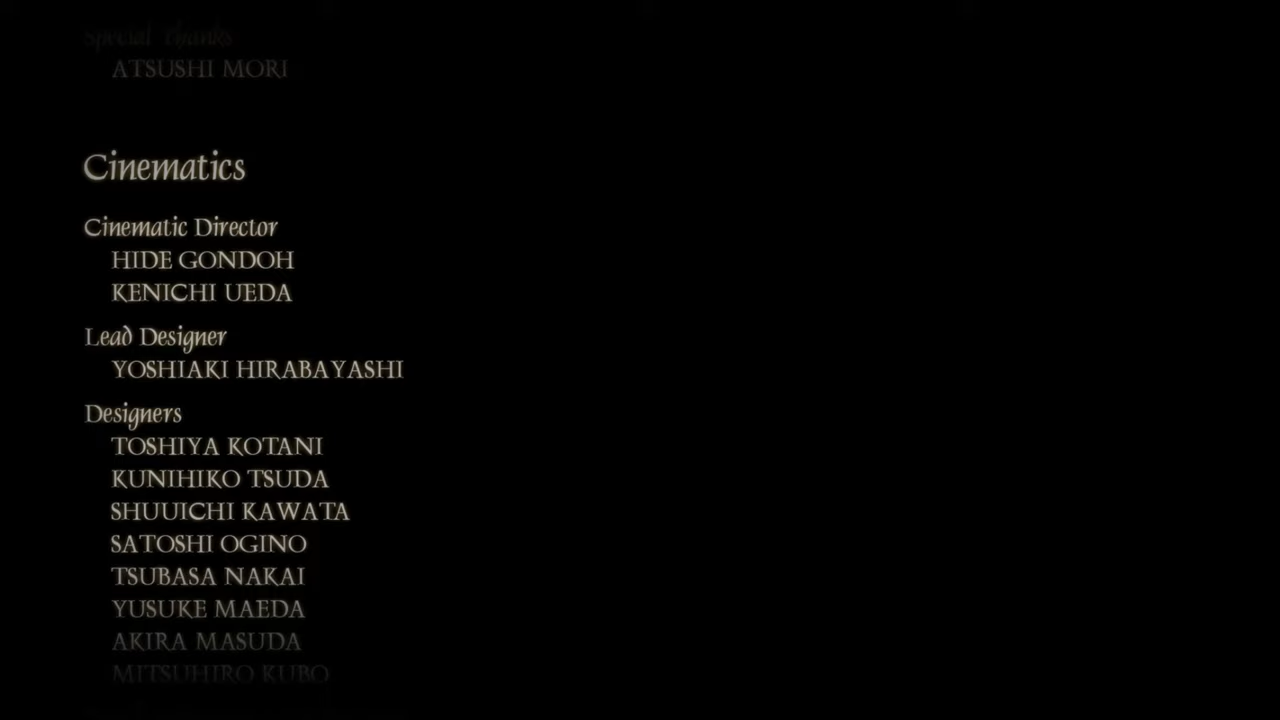 Special Thanks
ATSUSHI MORI
Cinematics
Cinematic Director
HIDE GONDOH
KENICHI UEDA
Lead Designer
YOSHIAKI HIRABAYASHI
Designers
TOSHIYA KOTANI
KUNIHIKO TSUDA
SHUUICHI KAWATA
SATOSHI OGINO
TSUBASA NAKAI
YUSUKE MAEDA
AKIRA MASUDA
MITSUHIRO KUBO